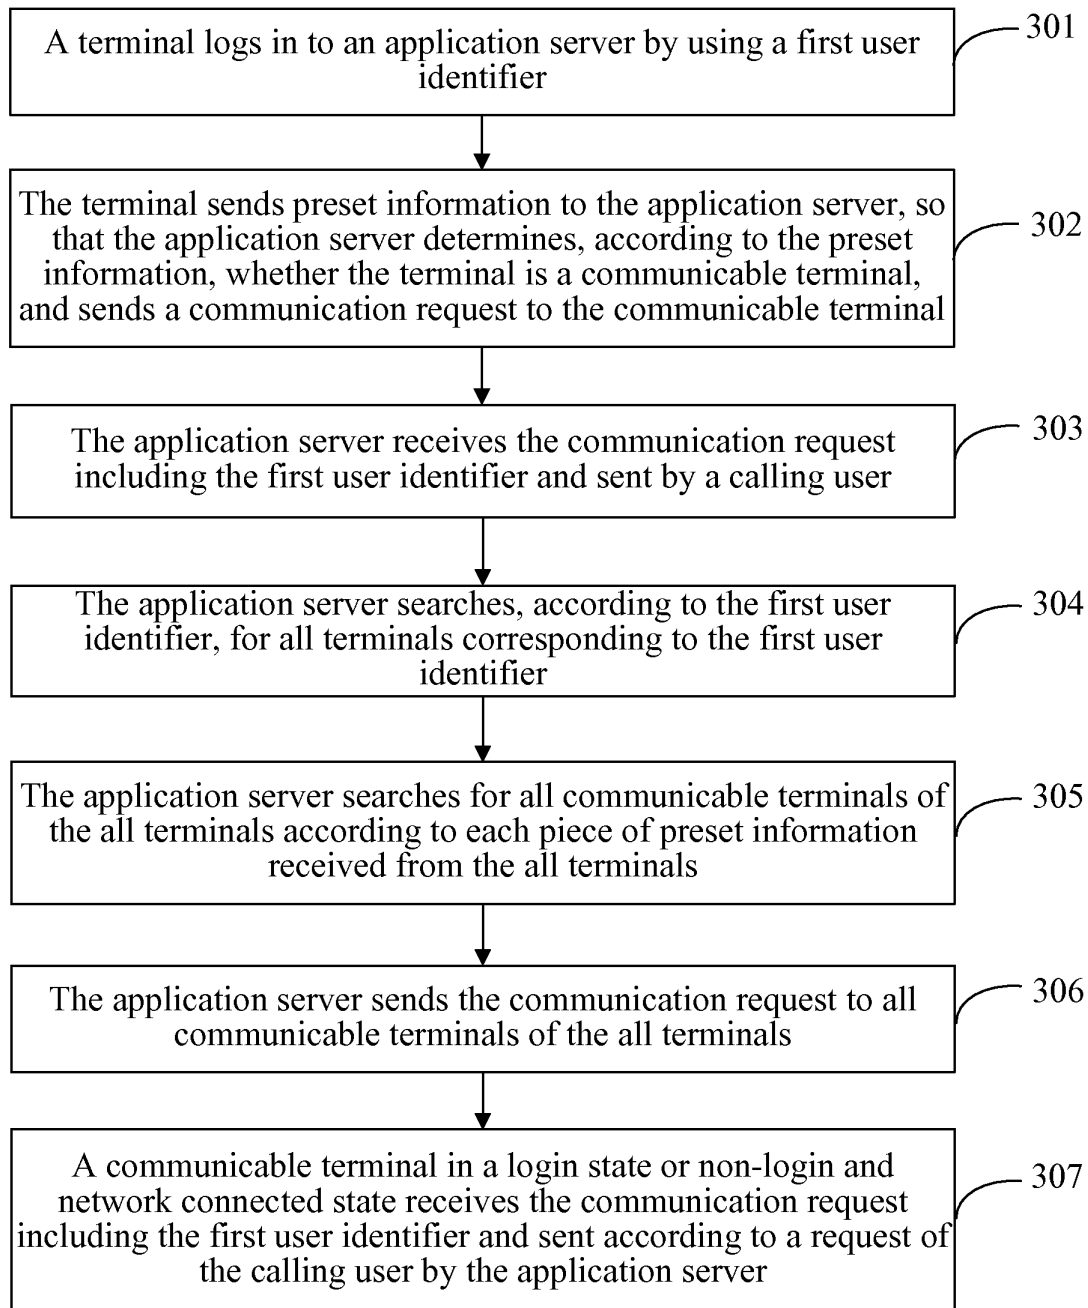 A terminal logs in to an application server by using a first user
identifier
301
The terminal sends preset information to the application server, so
that the application server determines, according to the preset
information, whether the terminal is a communicable terminal,
and sends a communication request to the communicable terminal
302
The application server receives the communication request
including the first user identifier and sent by a calling user
303
The application server searches, according to the first user
identifier, for all terminals corresponding to the first user
identifier
304
The application server searches for all communicable terminals of
the all terminals according to each piece of preset information
received from the all terminals
305
The application server sends the communication request to all
communicable terminals of the all terminals
306
A communicable terminal in a login state or non-login and
network connected state receives the communication request
including the first user identifier and sent according to a request of
the calling user by the application server
307